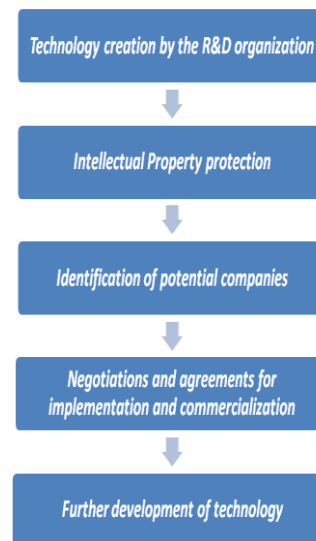 Technology creation by the R&D organization
Intellectual Property protection
Identification of potential companies
Negotiations and agreements for
implementation and commercialization
Further development of technology